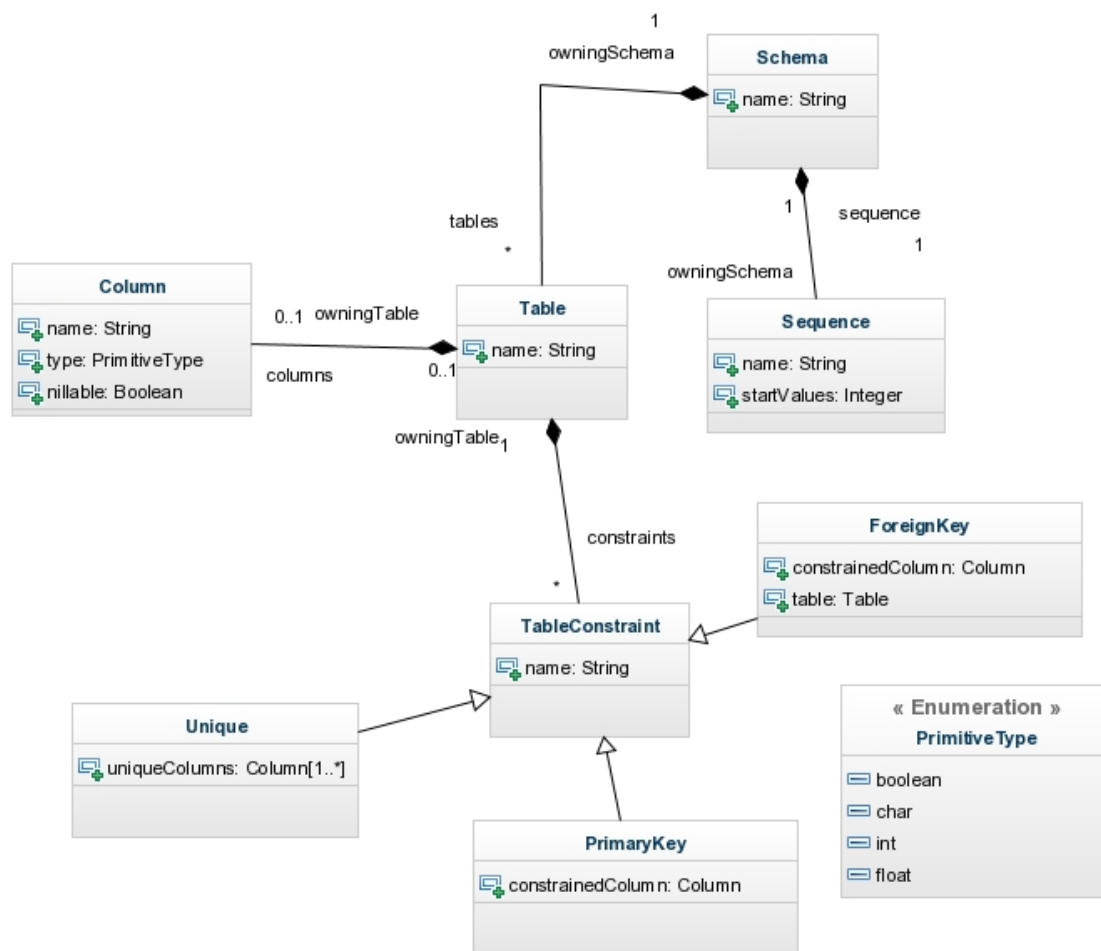 1
owningSchema
Schema
name: String
tables
*
1
sequence
1
owningSchema
Column
name: String
type: PrimitiveType
nillable: Boolean
0..1
owningTable
columns
0..1
Table
name: String
Sequence
name: String
startValues: Integer
owningTable
1
constraints
*
ForeignKey
constrainedColumn: Column
table: Table
TableConstraint
name: String
Unique
uniqueColumns: Column[1..*]
« Enumeration »
PrimitiveType
boolean
char
int
float
PrimaryKey
constrainedColumn: Column